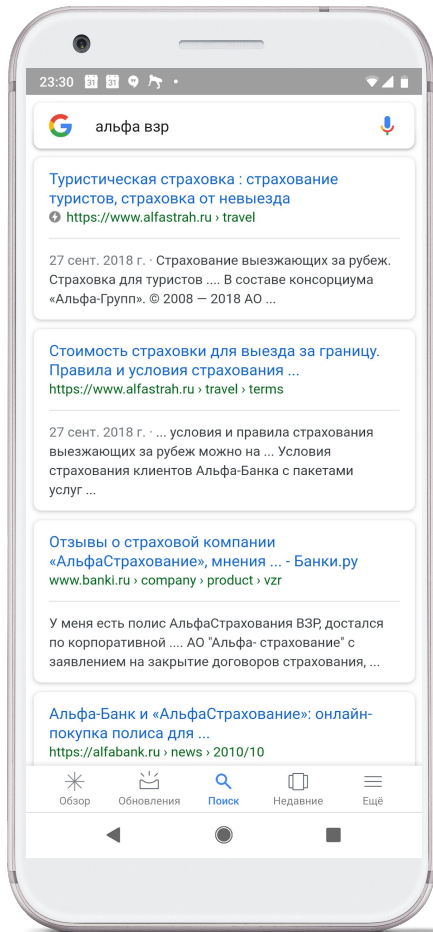 23:30
31
31
альфа взр
Туристическая страховка : страхование
туристов, страховка от невыезда
https://www.alfastrah.ru › travel
27 сент. 2018 г. · Страхование выезжающих за рубеж.
Страховка для туристов .... В составе консорциума
«Альфа-Групп». © 2008 — 2018 АО ...
Стоимость страховки для выезда за границу.
Правила и условия страхования ...
https://www.alfastrah.ru › travel › terms
27 сент. 2018 г. · ... условия и правила страхования
выезжающих за рубеж можно на ... Условия
страхования клиентов Альфа-Банка с пакетами
услуг ...
Отзывы о страховой компании
«АльфаСтрахование», мнения ... - Банки.ру
www.banki.ru › company › product › vzr
У меня есть полис АльфаСтрахования ВЗР, достался
по корпоративной .... АО "Альфа- страхование" с
заявлением на закрытие договоров страхования, ...
Альфа-Банк и «АльфаСтрахование»: онлайн-
покупка полиса для ...
https://alfabank.ru › news › 2010/10
Обзор
Обновления
Поиск
Недавние
Ещё